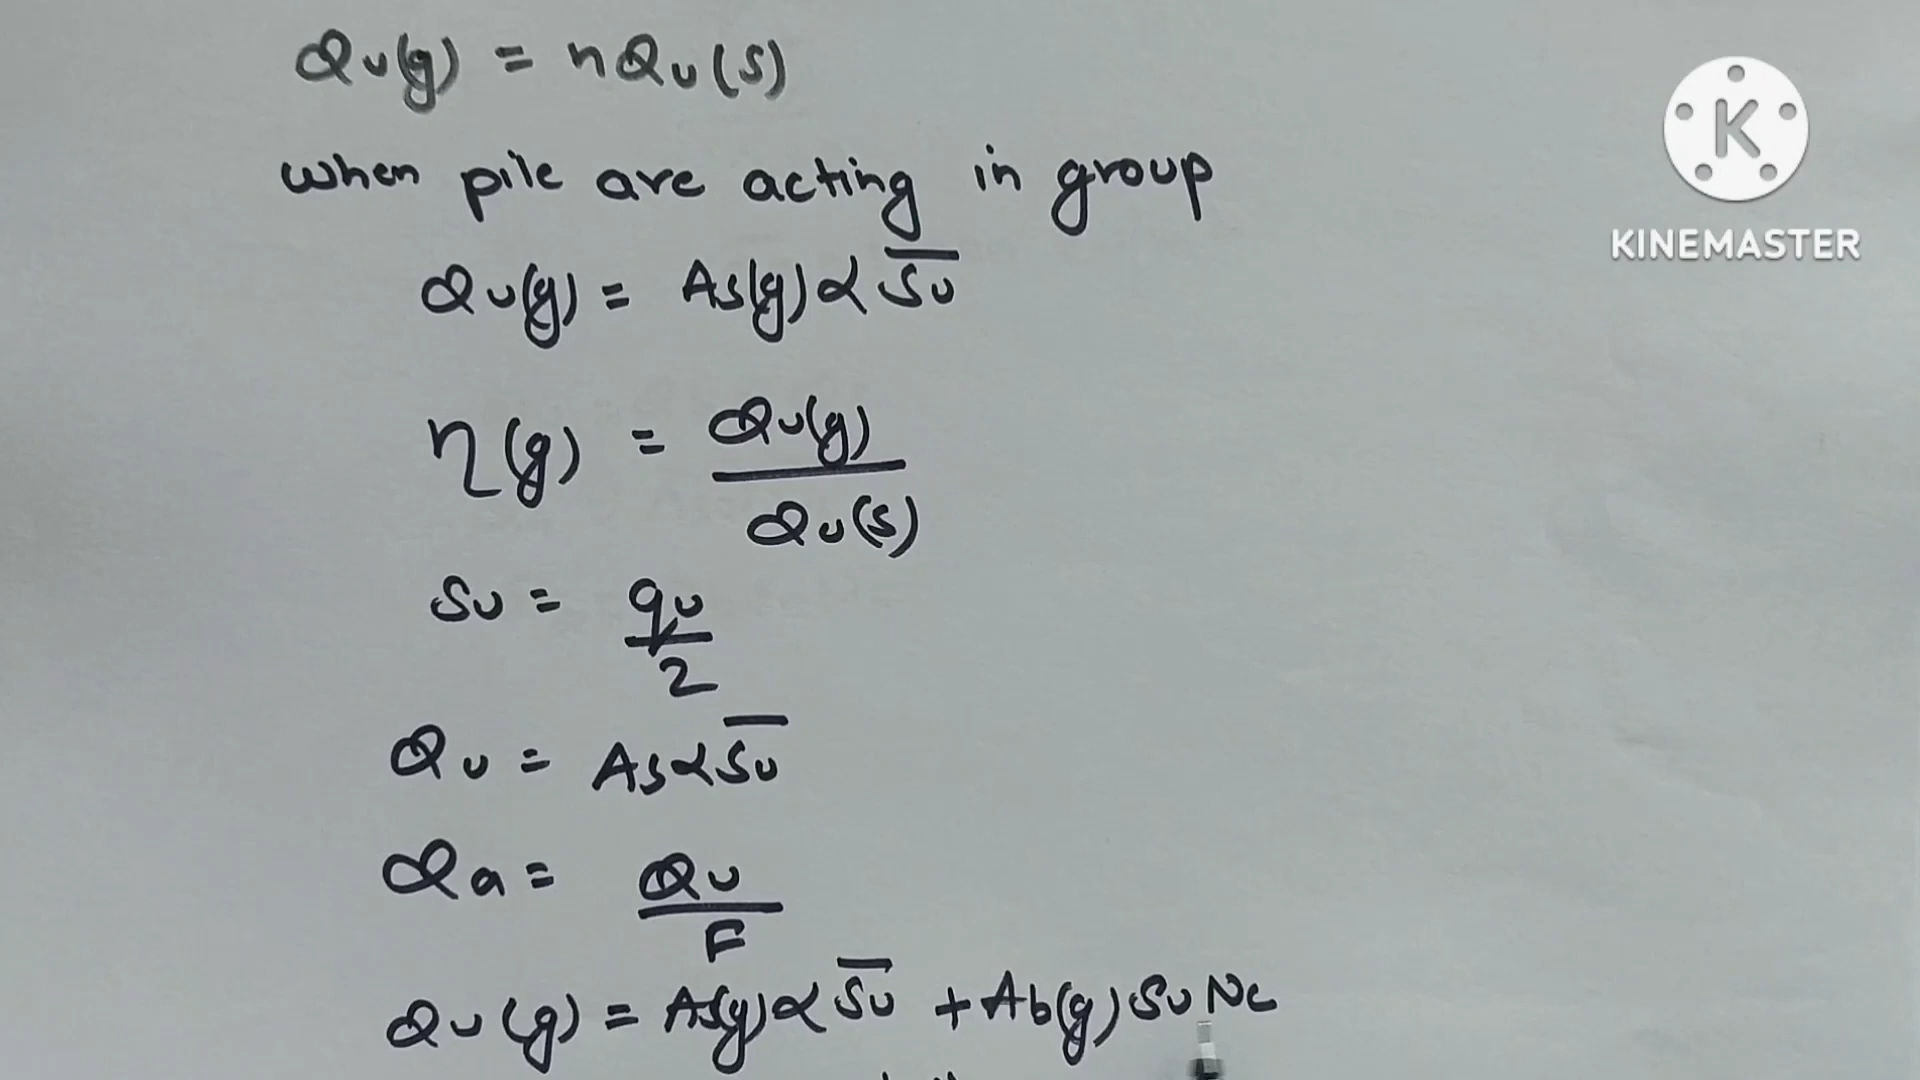 Qu(g) = nQu(s)
when pile are acting in group
Qu(g) = As(g) α S̅u̅
η(g) = Qu(g) / Qu(s)
Su = qu / 2
Qu = As α S̅u̅
Qa = Qu / F
Qu(g) = As(g) α S̅u̅ + Ab(g) Su Nc
K
KINEMASTER